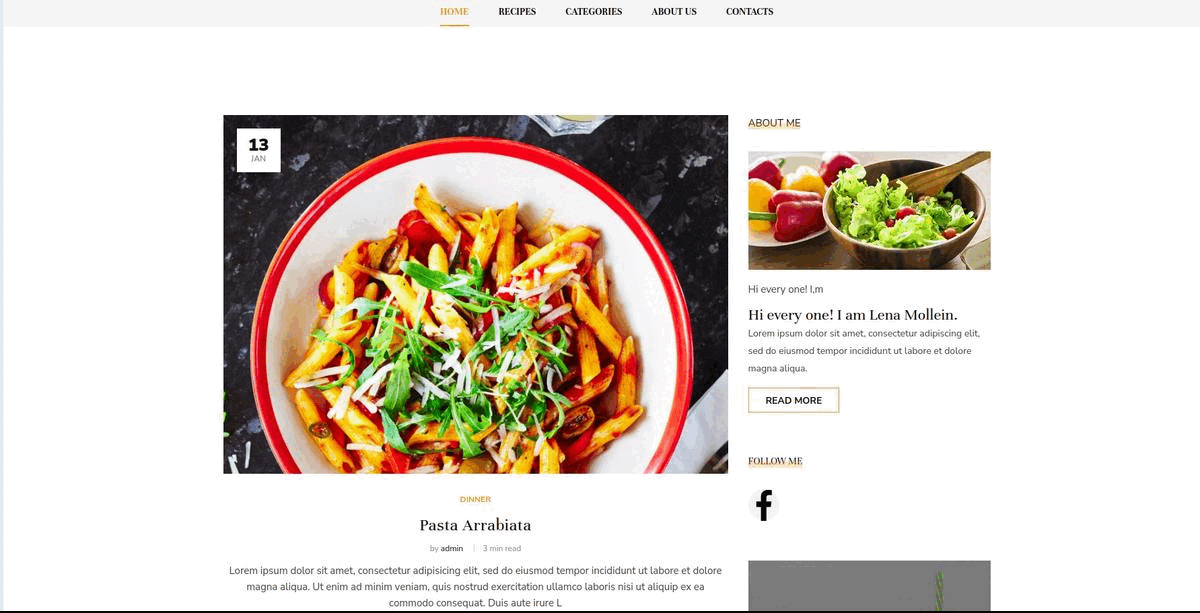 HOME RECIPES CATEGORIES ABOUT US CONTACTS
13
JAN
DINNER
Pasta Arrabiata
by admin 3 min read
Lorem ipsum dolor sit amet, consectetur adipisicing elit, sed do eiusmod tempor incididunt ut labore et dolore
magna aliqua. Ut enim ad minim veniam, quis nostrud exercitation ullamco laboris nisi ut aliquip ex ea
commodo consequat. Duis aute irure L
ABOUT ME
Hi every one! I,m
Hi every one! I am Lena Mollein.
Lorem ipsum dolor sit amet, consectetur adipiscing elit,
sed do eiusmod tempor incididunt ut labore et dolore
magna aliqua.
READ MORE
FOLLOW ME